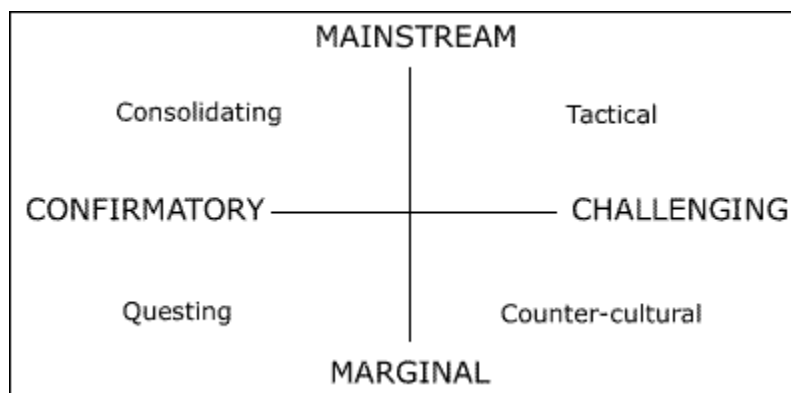 MAINSTREAM
Consolidating
Tactical
CONFIRMATORY
CHALLENGING
Questing
Counter-cultural
MARGINAL